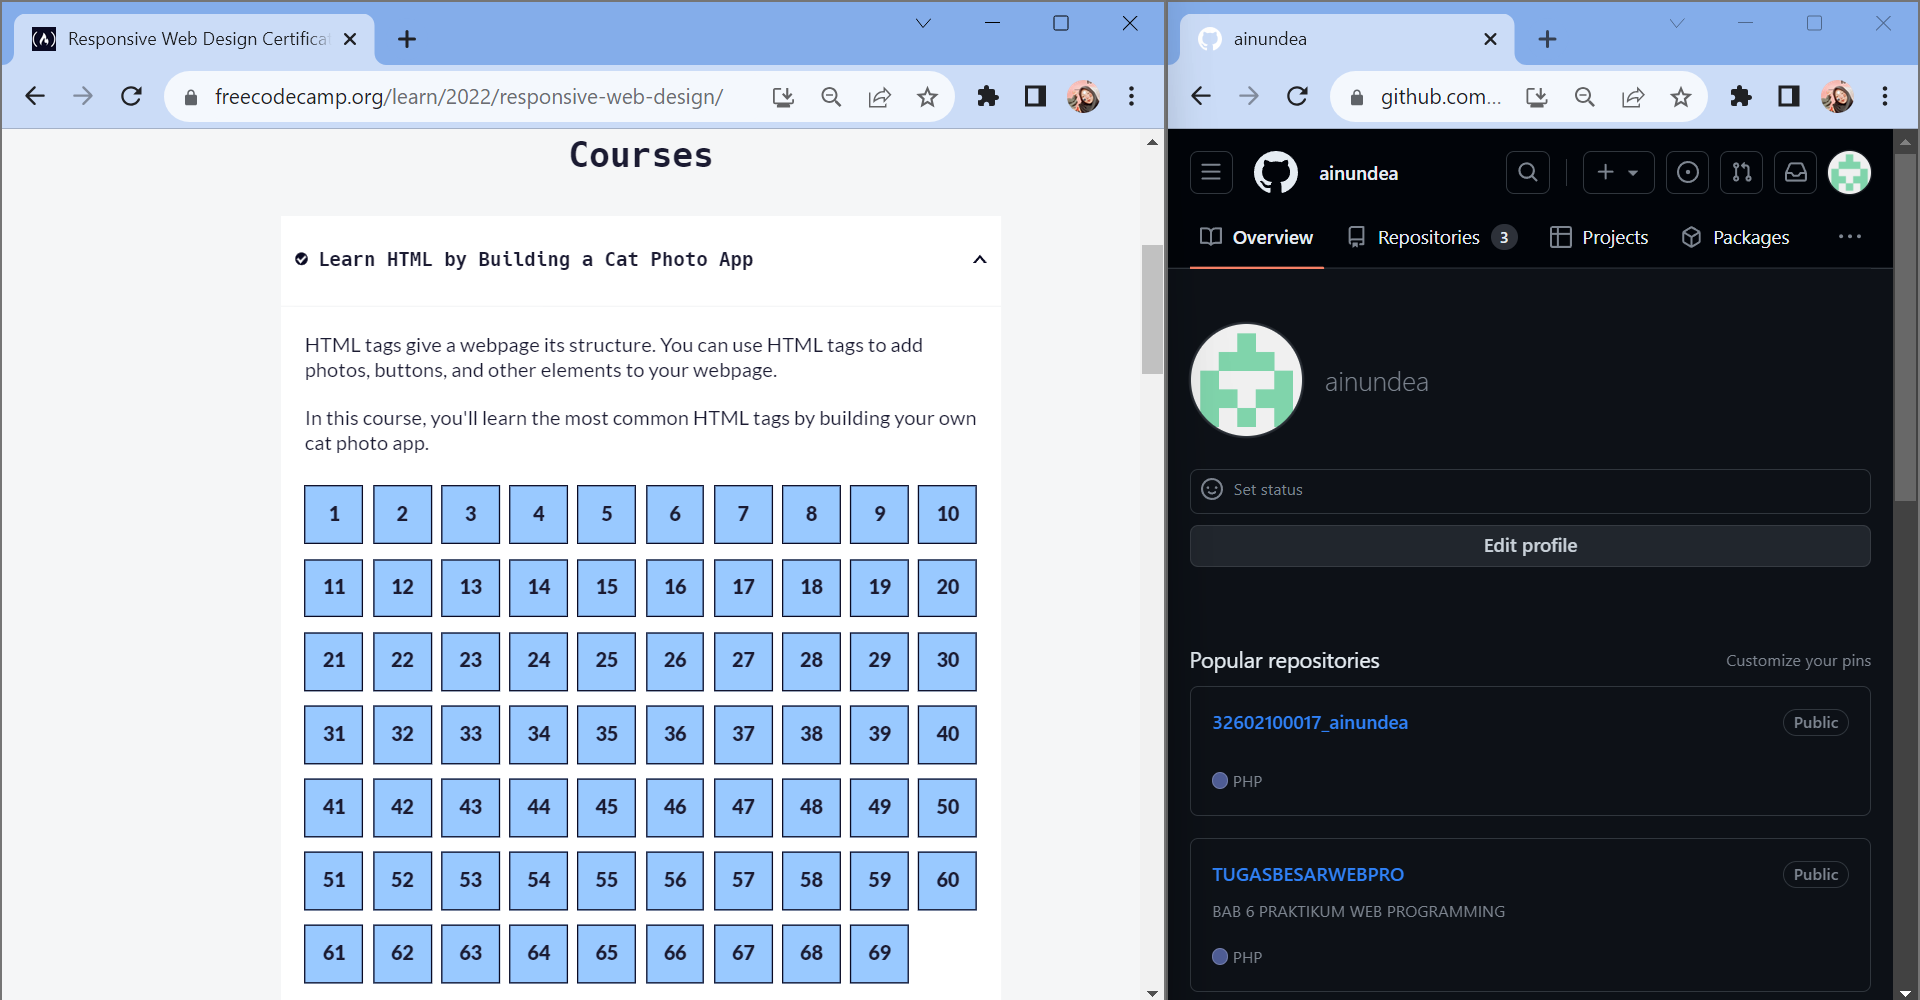 Responsive Web Design Certifica
freecodecamp.org/learn/2022/responsive-web-design/
Courses
Learn HTML by Building a Cat Photo App
HTML tags give a webpage its structure. You can use HTML tags to add
photos, buttons, and other elements to your webpage.
In this course, you'll learn the most common HTML tags by building your own
cat photo app.
1 2 3 4 5 6 7 8 9 10
11 12 13 14 15 16 17 18 19 20
21 22 23 24 25 26 27 28 29 30
31 32 33 34 35 36 37 38 39 40
41 42 43 44 45 46 47 48 49 50
51 52 53 54 55 56 57 58 59 60
61 62 63 64 65 66 67 68 69
ainundea
github.com...
ainundea
Overview Repositories 3 Projects Packages
ainundea
Set status
Edit profile
Popular repositories Customize your pins
32602100017_ainundea Public
PHP
TUGASBESARWEBPRO Public
BAB 6 PRAKTIKUM WEB PROGRAMMING
PHP